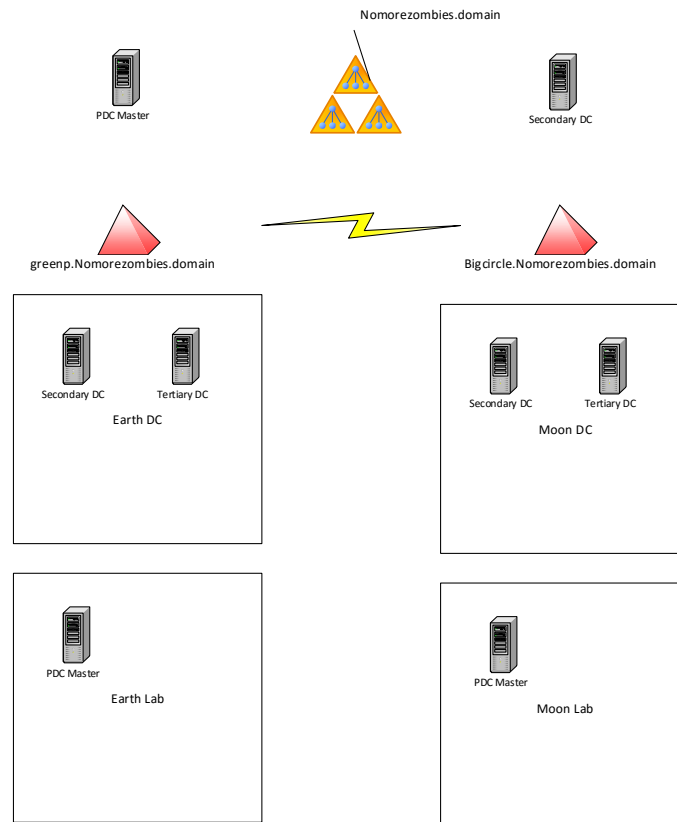 Nomorezombies.domain
PDC Master
Secondary DC
greenp.Nomorezombies.domain
Bigcircle.Nomorezombies.domain
Secondary DC
Tertiary DC
Earth DC
Secondary DC
Tertiary DC
Moon DC
PDC Master
Earth Lab
PDC Master
Moon Lab